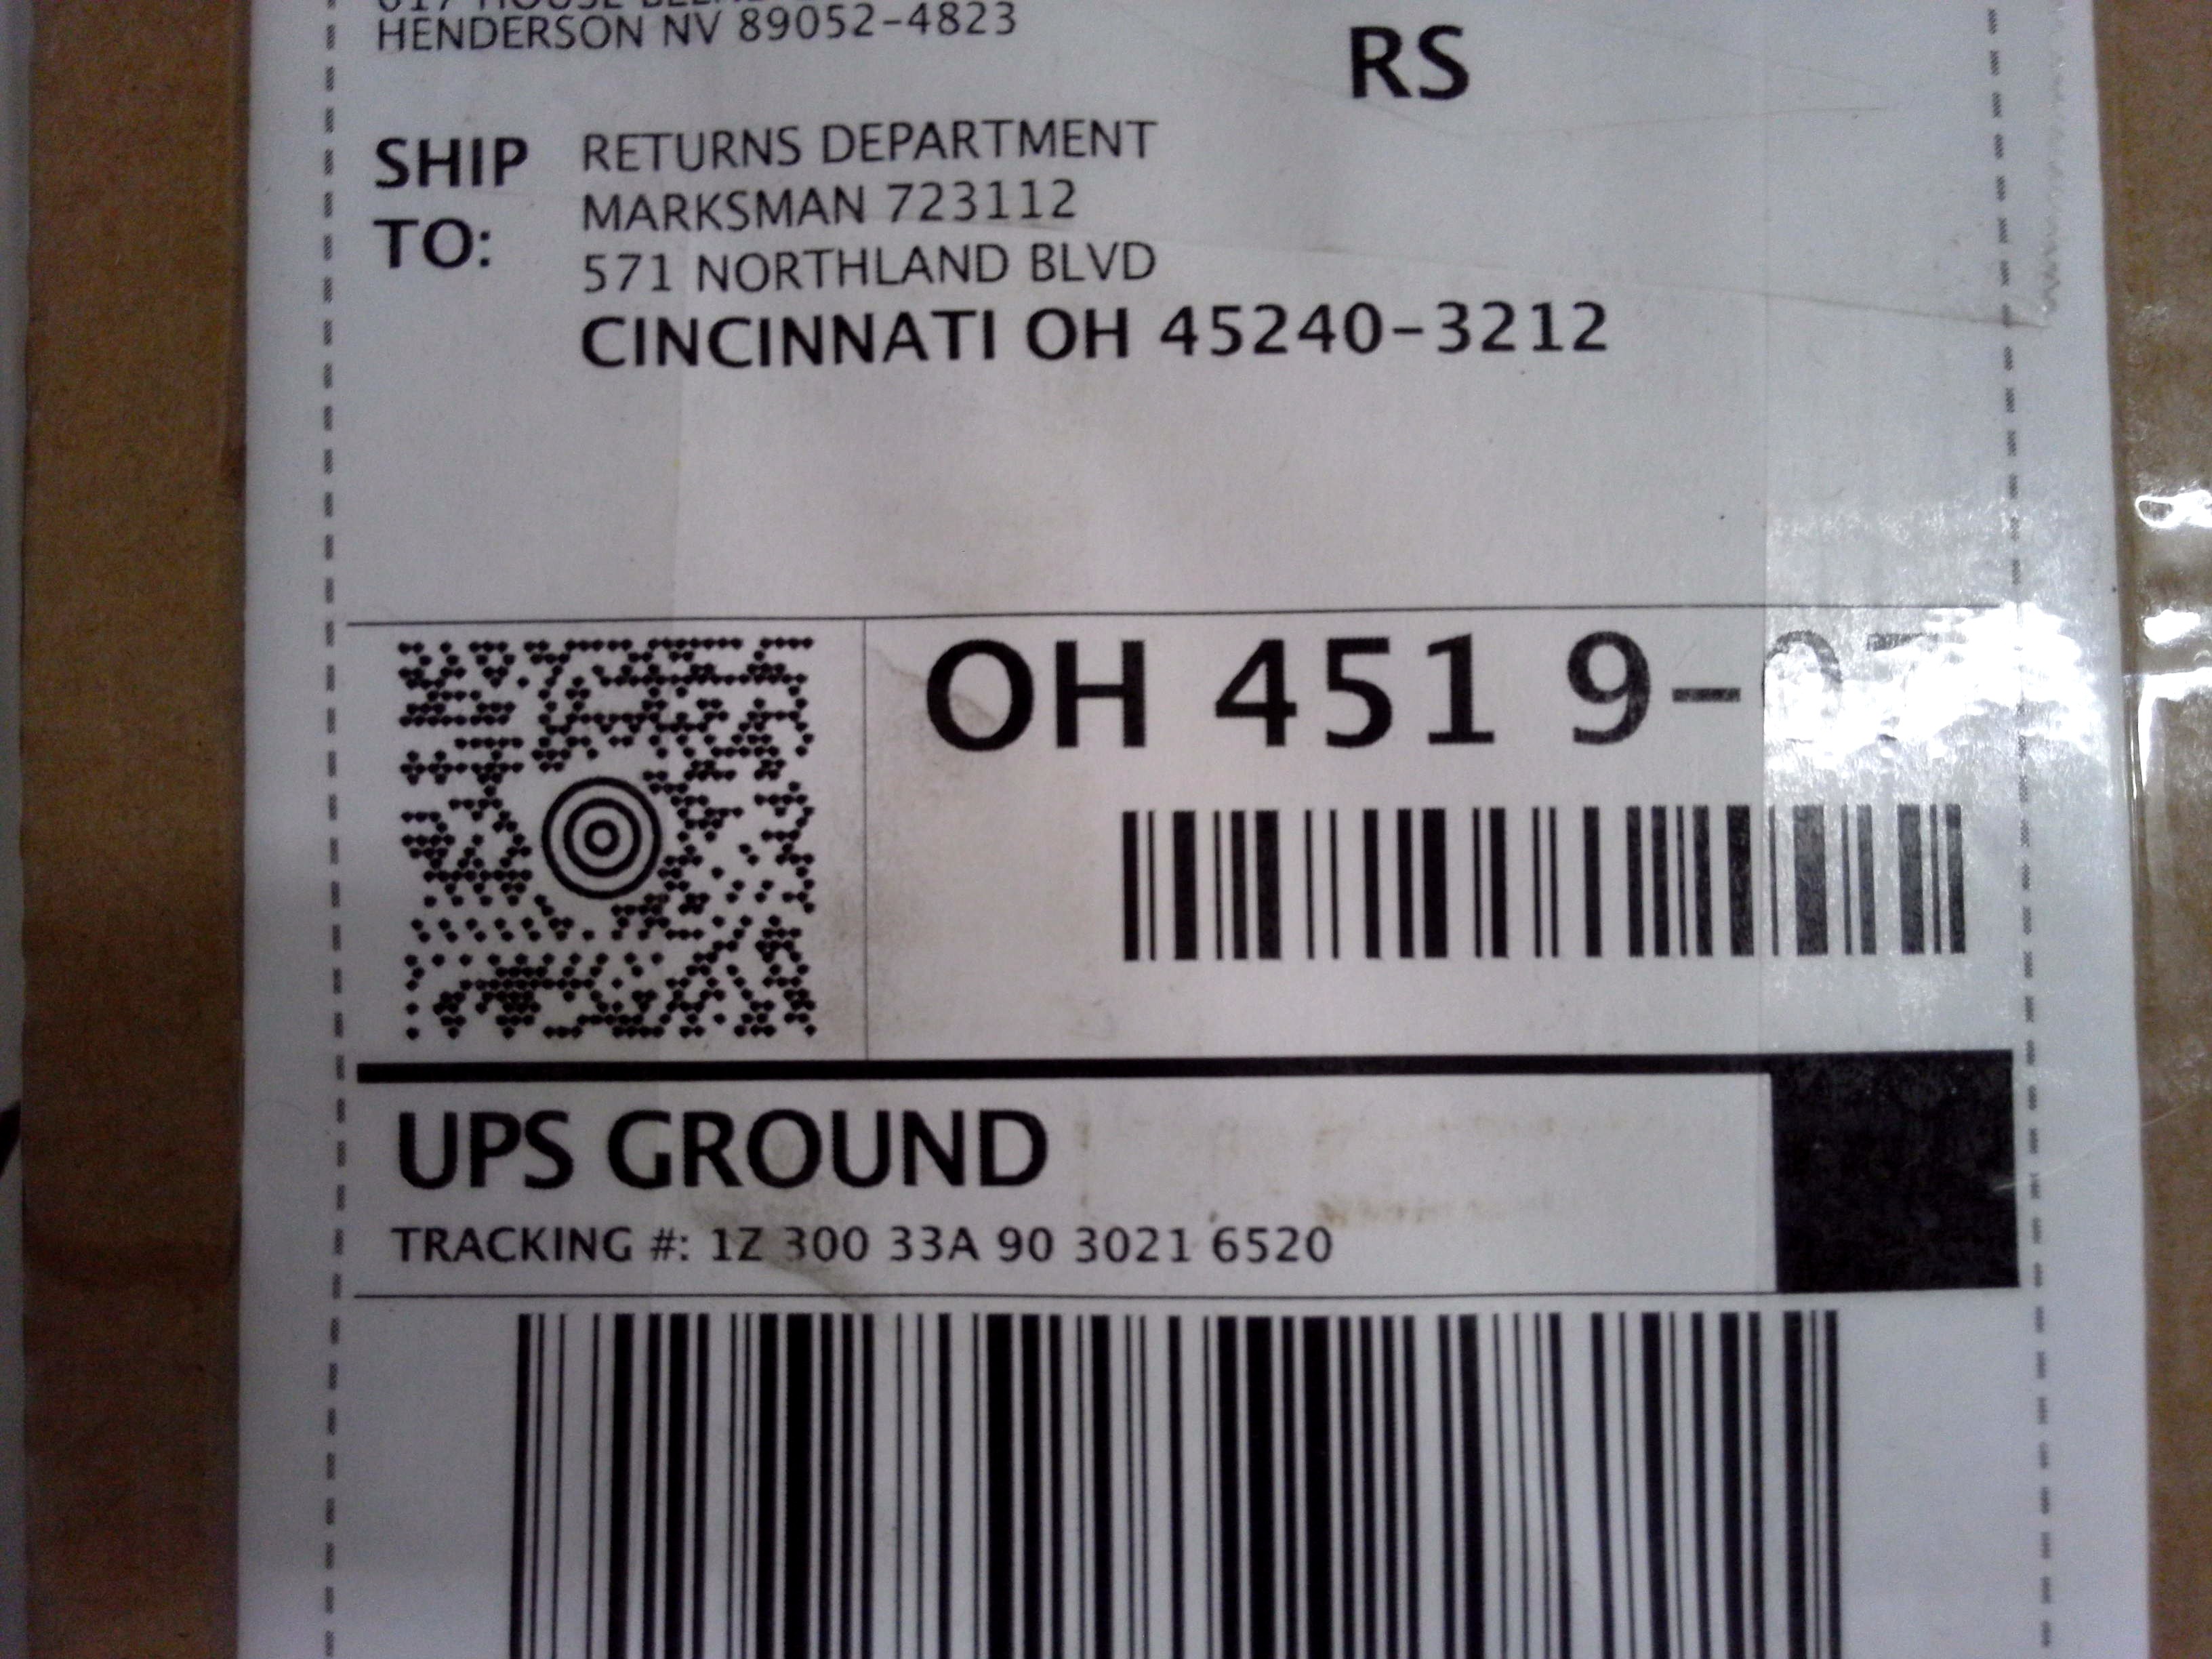 HENDERSON NV 89052-4823
RS
SHIP TO:
RETURNS DEPARTMENT
MARKSMAN 723112
571 NORTHLAND BLVD
CINCINNATI OH 45240-3212
OH 451 9-
UPS GROUND
TRACKING #: 1Z 300 33A 90 3021 6520